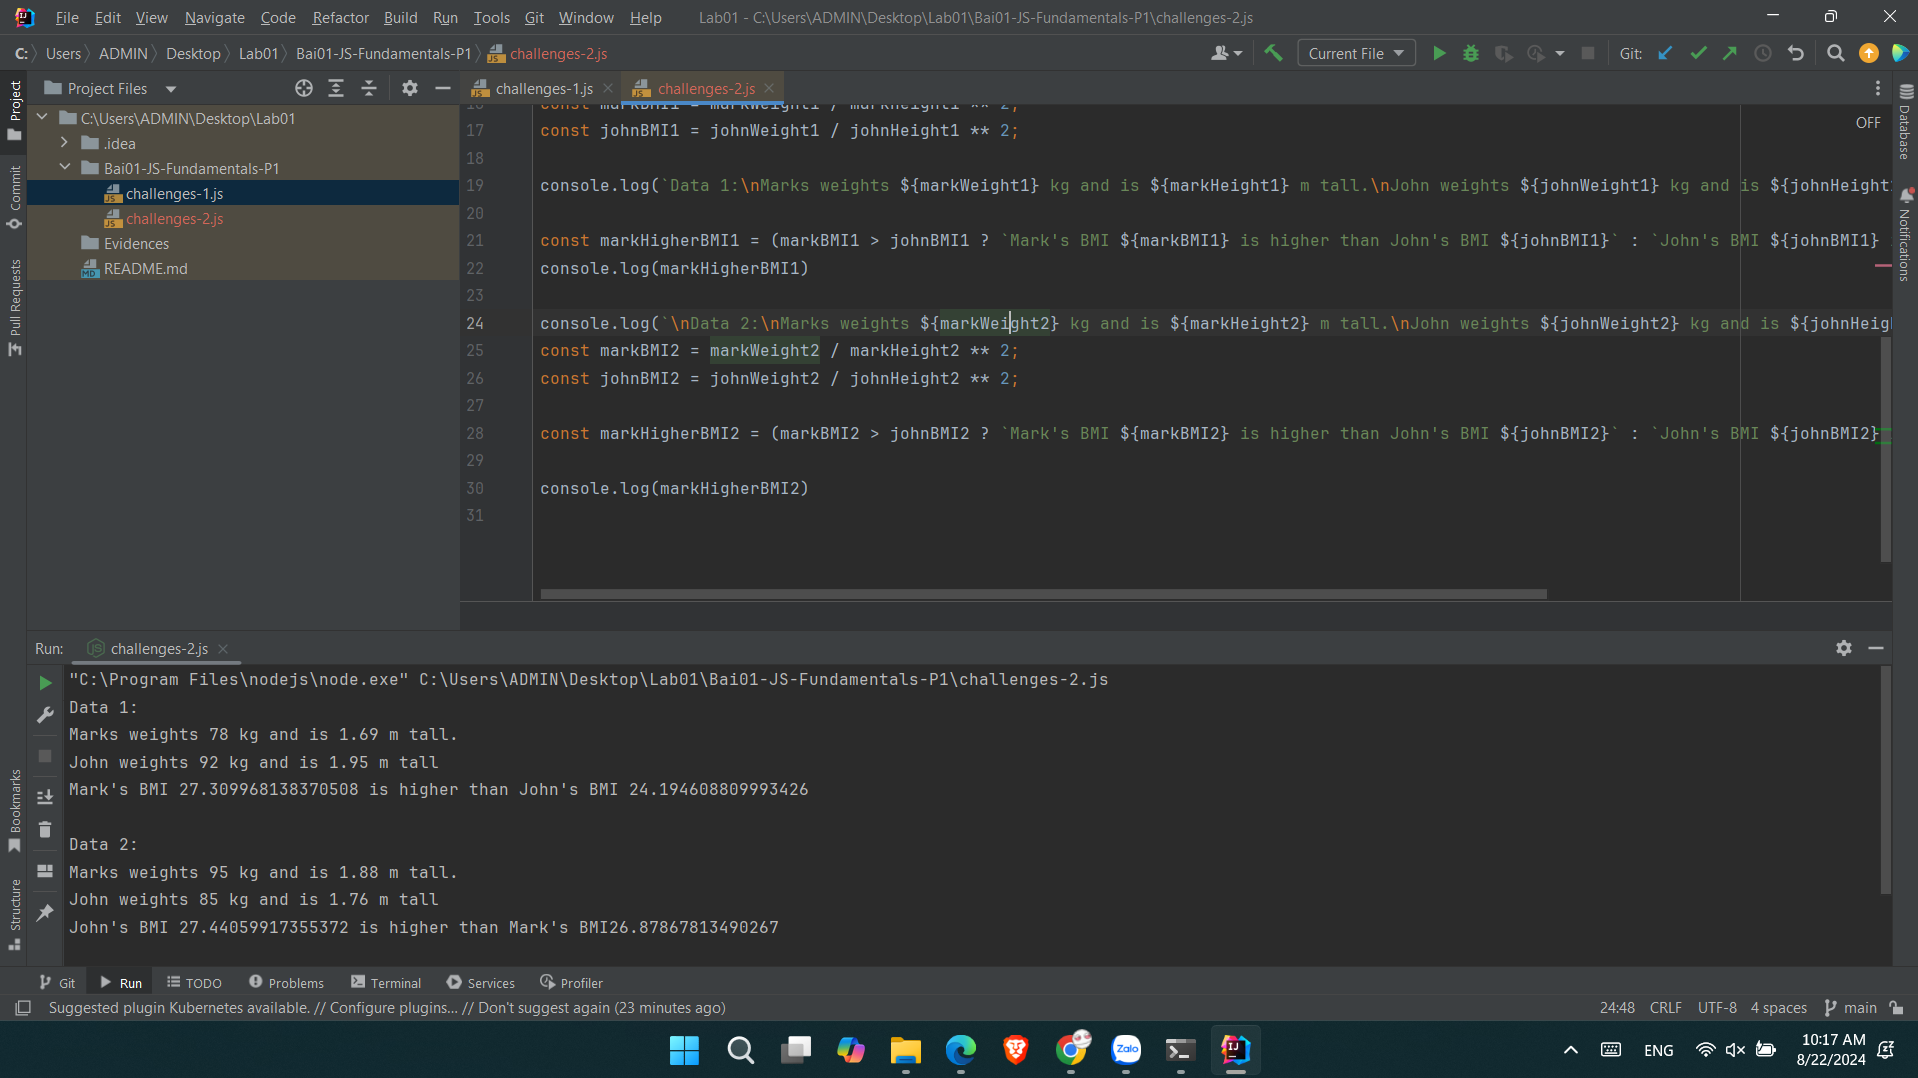 File Edit View Navigate Code Refactor Build Run Tools Git Window Help Lab01 - C:\Users\ADMIN\Desktop\Lab01\Bai01-JS-Fundamentals-P1\challenges-2.js
C: Users ADMIN Desktop Lab01 Bai01-JS-Fundamentals-P1 challenges-2.js Current File Git:
Project Files
challenges-1.js challenges-2.js
C:\Users\ADMIN\Desktop\Lab01
.idea
Bai01-JS-Fundamentals-P1
challenges-1.js
challenges-2.js
Evidences
README.md
Project
Commit
Pull Requests
Bookmarks
Structure
OFF
Database
Notifications
16 const markBMI1 = markWeight1 / markHeight1 ** 2;
17 const johnBMI1 = johnWeight1 / johnHeight1 ** 2;
18
19 console.log(`Data 1:\nMarks weights ${markWeight1} kg and is ${markHeight1} m tall.\nJohn weights ${johnWeight1} kg and is ${johnHeight1
20
21 const markHigherBMI1 = (markBMI1 > johnBMI1 ? `Mark's BMI ${markBMI1} is higher than John's BMI ${johnBMI1}` : `John's BMI ${johnBMI1}
22 console.log(markHigherBMI1)
23
24 console.log(`\nData 2:\nMarks weights ${markWeight2} kg and is ${markHeight2} m tall.\nJohn weights ${johnWeight2} kg and is ${johnHeig
25 const markBMI2 = markWeight2 / markHeight2 ** 2;
26 const johnBMI2 = johnWeight2 / johnHeight2 ** 2;
27
28 const markHigherBMI2 = (markBMI2 > johnBMI2 ? `Mark's BMI ${markBMI2} is higher than John's BMI ${johnBMI2}` : `John's BMI ${johnBMI2}
29
30 console.log(markHigherBMI2)
31
Run: challenges-2.js
"C:\Program Files\nodejs\node.exe" C:\Users\ADMIN\Desktop\Lab01\Bai01-JS-Fundamentals-P1\challenges-2.js
Data 1:
Marks weights 78 kg and is 1.69 m tall.
John weights 92 kg and is 1.95 m tall
Mark's BMI 27.309968138370508 is higher than John's BMI 24.194608809993426
Data 2:
Marks weights 95 kg and is 1.88 m tall.
John weights 85 kg and is 1.76 m tall
John's BMI 27.44059917355372 is higher than Mark's BMI26.87867813490267
Git Run TODO Problems Terminal Services Profiler
Suggested plugin Kubernetes available. // Configure plugins... // Don't suggest again (23 minutes ago) 24:48 CRLF UTF-8 4 spaces main
Zalo
ENG
10:17 AM
8/22/2024